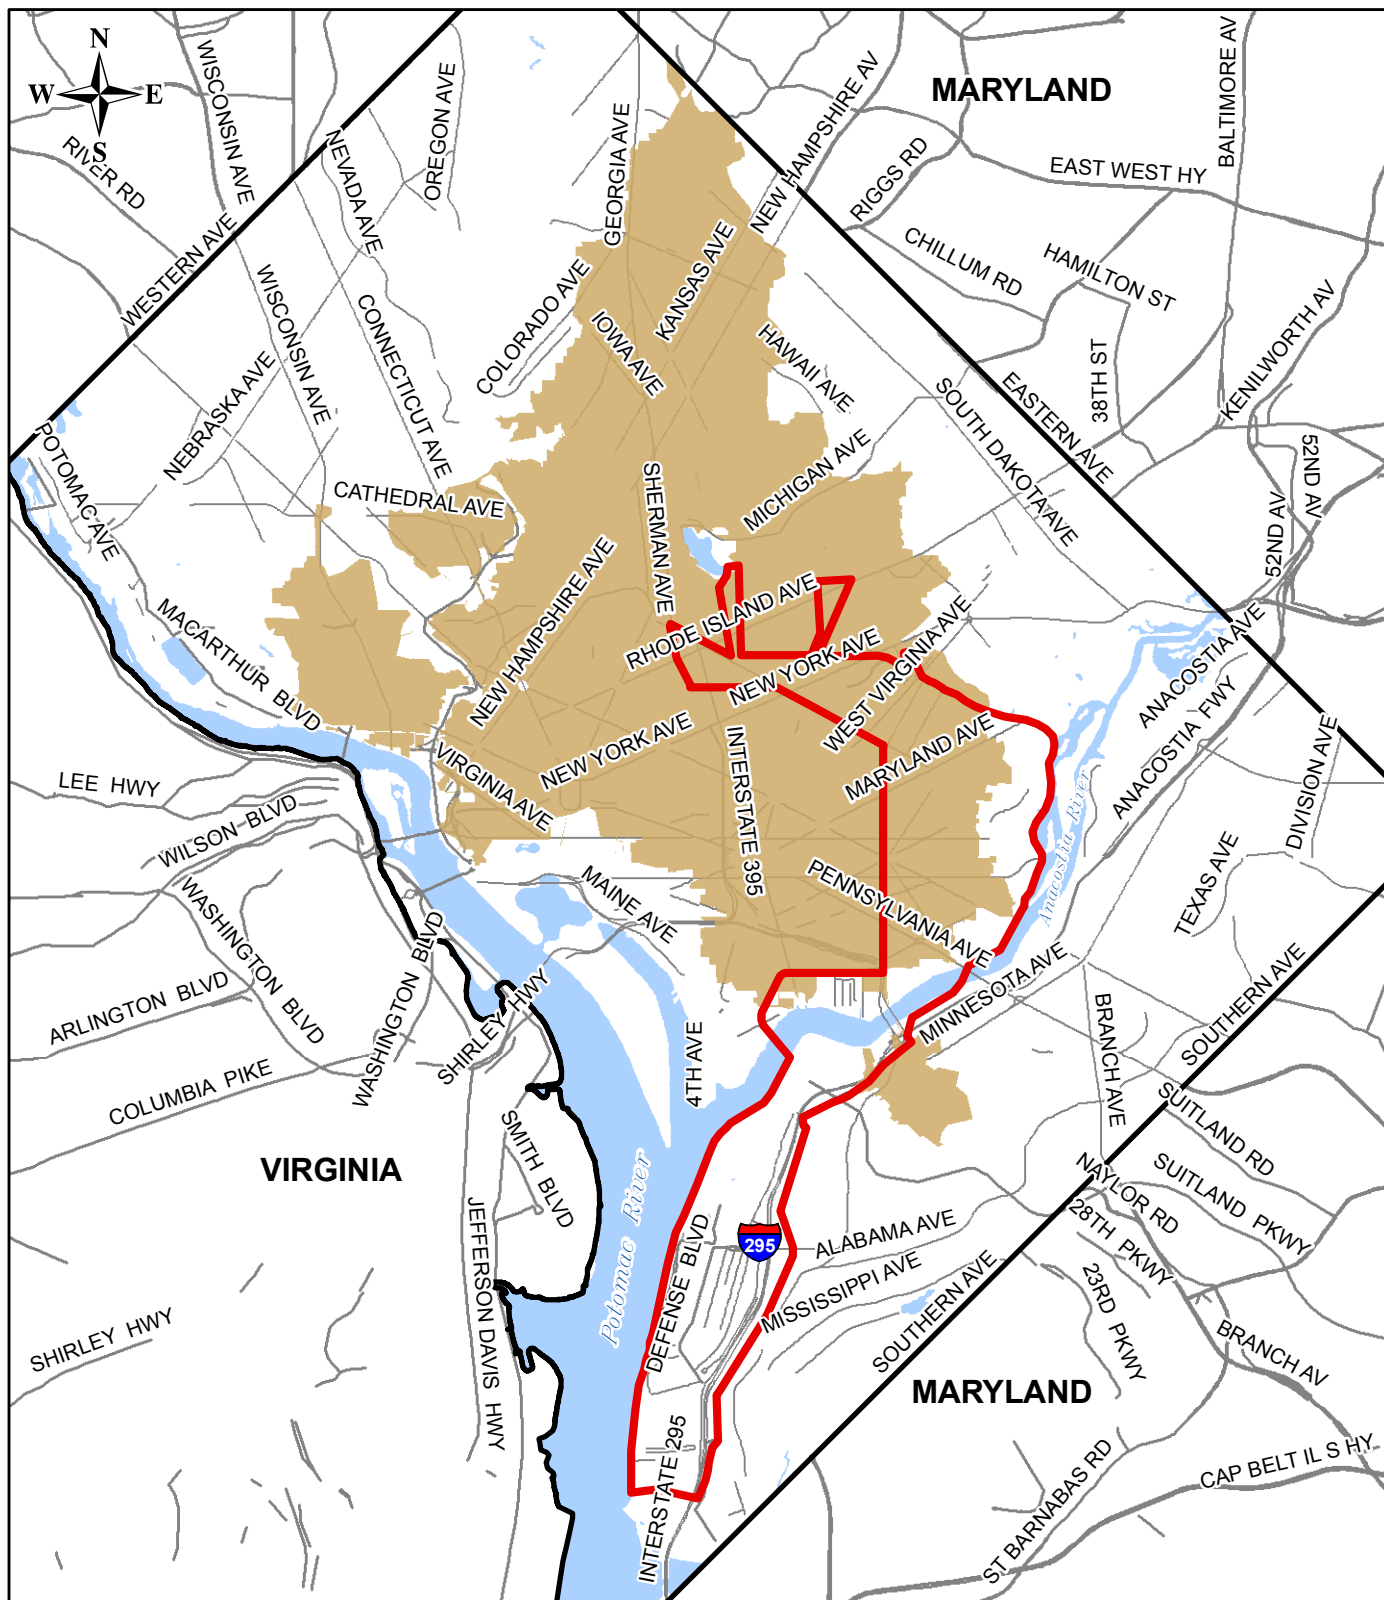 N
W
E
S
MARYLAND
WISCONSIN AVE
OREGON AVE
NEVADA AVE
GEORGIA AVE
NEW HAMPSHIRE AV
BALTIMORE AV
RIVER RD
RIGGS RD
EAST WEST HY
WESTERN AVE
CHILLUM RD
HAMILTON ST
KANSAS AVE
COLORADO AVE
IOWA AVE
WISCONSIN AVE
CONNECTICUT AVE
HAWAII AVE
38TH ST
KENILWORTH AV
EASTERN AVE
SOUTH DAKOTA AVE
NEBRASKA AVE
POTOMAC AVE
CATHEDRAL AVE
SHERMAN AVE
MICHIGAN AVE
52ND AV
52ND AV
NEW HAMPSHIRE AVE
RHODE ISLAND AVE
MACARTHUR BLVD
NEW YORK AVE
WEST VIRGINIA AVE
ANACOSTIA AVE
ANACOSTIA FWY
VIRGINIA AVE
NEW YORK AVE
INTERSTATE 395
MARYLAND AVE
DIVISION AVE
LEE HWY
WILSON BLVD
WASHINGTON BLVD
MAINE AVE
PENNSYLVANIA AVE
Anacostia River
TEXAS AVE
ARLINGTON BLVD
WASHINGTON BLVD
SHIRLEY HWY
MINNESOTA AVE
BRANCH AVE
SOUTHERN AVE
COLUMBIA PIKE
4TH AVE
SMITH BLVD
SUITLAND RD
VIRGINIA
Potomac River
JEFFERSON DAVIS HWY
DEFENSE BLVD
295
ALABAMA AVE
MISSISSIPPI AVE
SOUTHERN AVE
NAYLOR RD
SUITLAND PKWY
28TH PKWY
23RD PKWY
SHIRLEY HWY
MARYLAND
BRANCH AV
INTERSTATE 295
ST BARNABAS RD
CAP BELT IL S HY